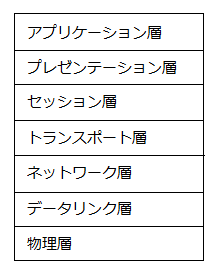 アプリケーション層
プレゼンテーション層
セッション層
トランスポート層
ネットワーク層
データリンク層
物理層